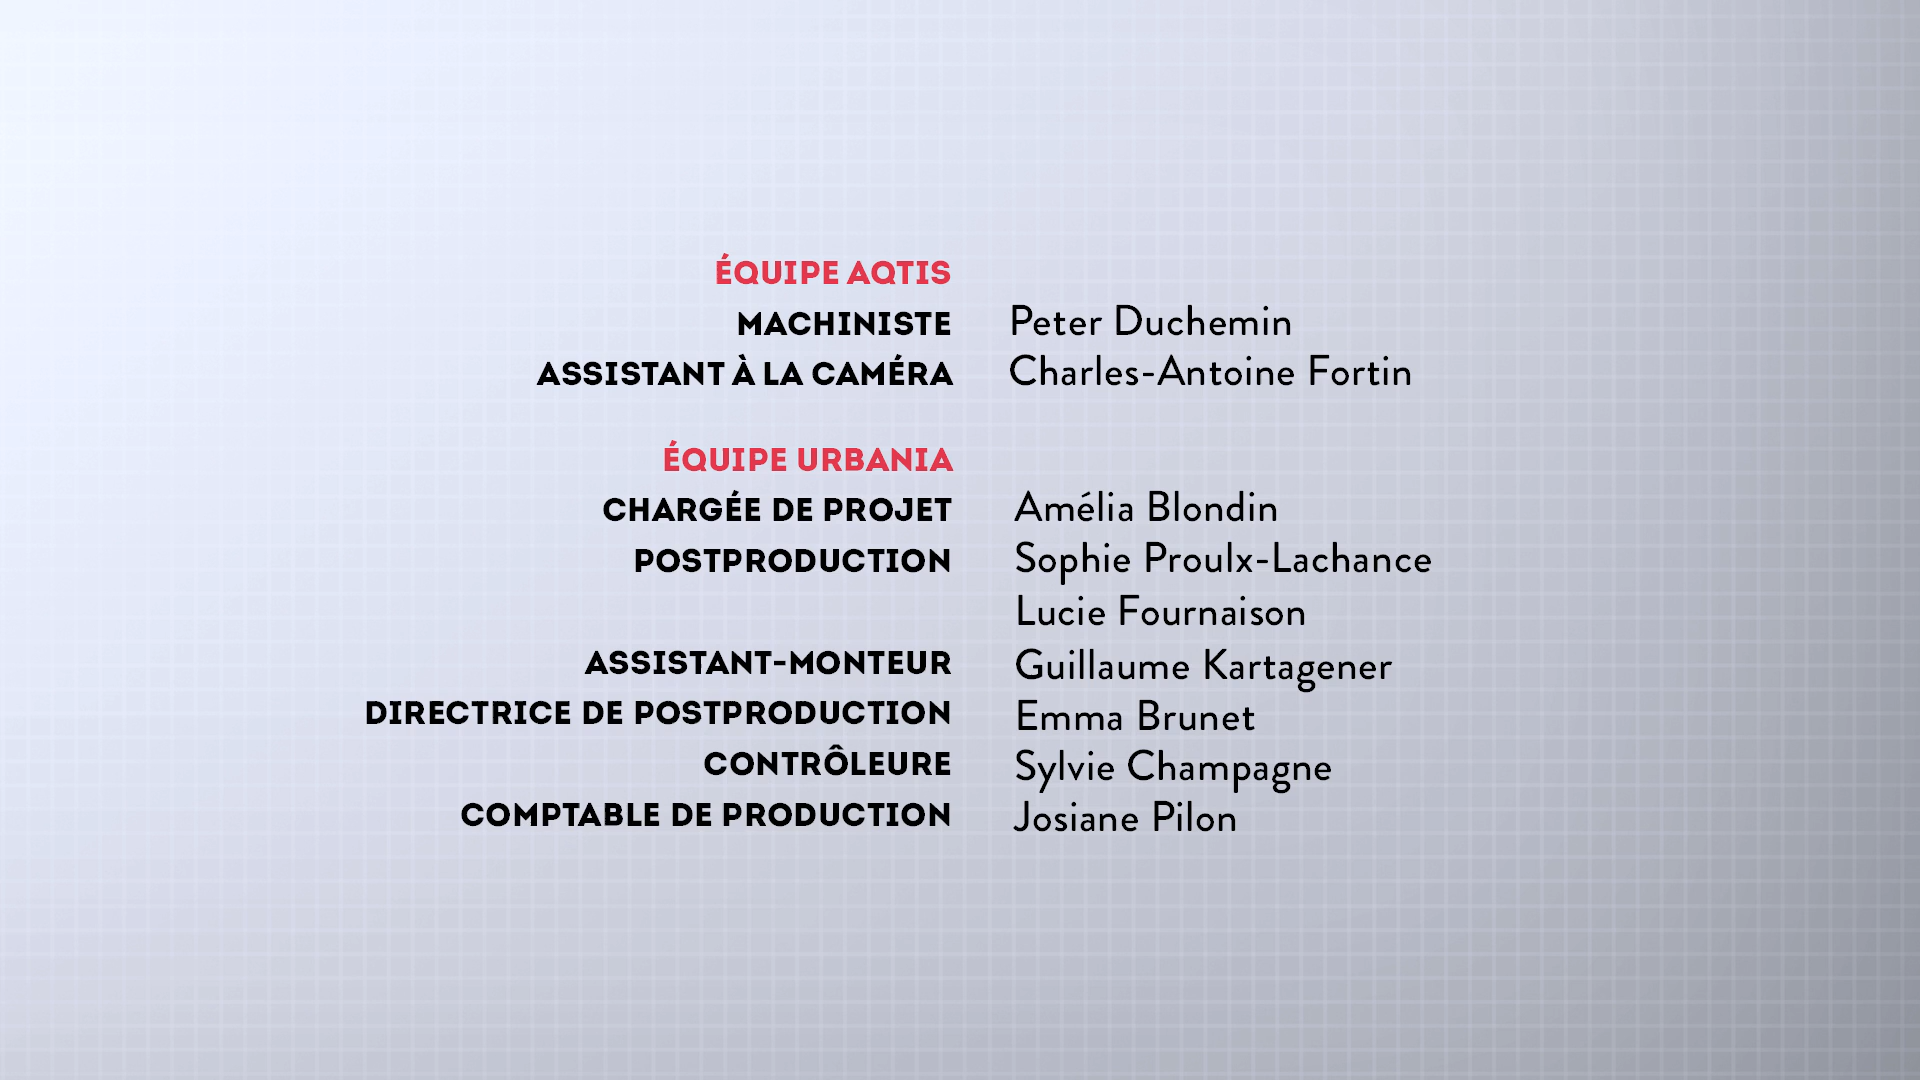 ÉQUIPE AQTIS
MACHINISTE Peter Duchemin
ASSISTANT À LA CAMÉRA Charles-Antoine Fortin
ÉQUIPE URBANIA
CHARGÉE DE PROJET Amélia Blondin
POSTPRODUCTION Sophie Proulx-Lachance
Lucie Fournaison
ASSISTANT-MONTEUR Guillaume Kartagener
DIRECTRICE DE POSTPRODUCTION Emma Brunet
CONTRÔLEURE Sylvie Champagne
COMPTABLE DE PRODUCTION Josiane Pilon